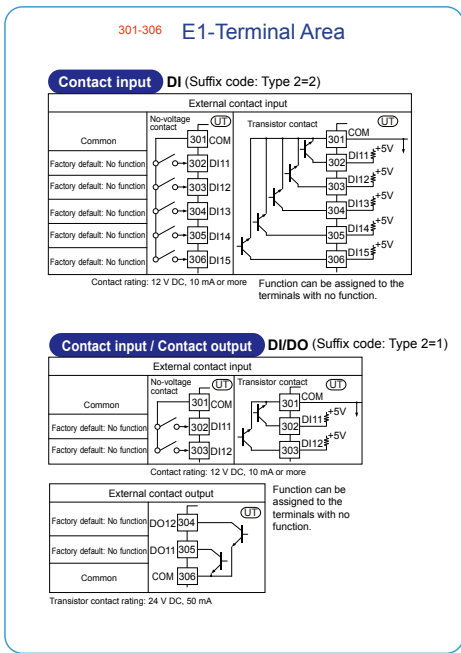 301-306 E1-Terminal Area
Contact input DI (Suffix code: Type 2=2)
External contact input
No-voltage contact
UT
Transistor contact
UT
Common
301 COM
301 COM
Factory default: No function
302 DI11
302 DI11 +5V
Factory default: No function
303 DI12
303 DI12 +5V
Factory default: No function
304 DI13
304 DI13 +5V
Factory default: No function
305 DI14
305 DI14 +5V
Factory default: No function
306 DI15
306 DI15 +5V
Contact rating: 12 V DC, 10 mA or more
Function can be assigned to the
terminals with no function.
Contact input / Contact output DI/DO (Suffix code: Type 2=1)
External contact input
No-voltage contact
UT
Transistor contact
UT
Common
301 COM
301 COM
Factory default: No function
302 DI11
302 DI11 +5V
Factory default: No function
303 DI12
303 DI12 +5V
Contact rating: 12 V DC, 10 mA or more
External contact output
UT
Factory default: No function
DO12 304
Factory default: No function
DO11 305
Common
COM 306
Function can be
assigned to the
terminals with no
function.
Transistor contact rating: 24 V DC, 50 mA